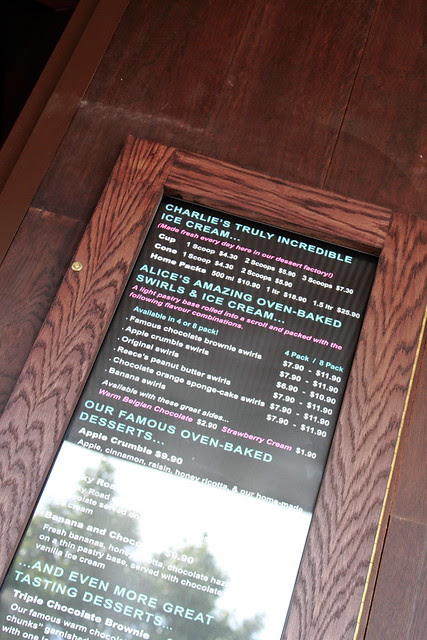 CHARLIE'S TRULY INCREDIBLE
ICE CREAM...
(Made fresh every day here in our dessert factory!)
Cup 1 Scoop $4.30 2 Scoops $5.90 3 Scoops $7.30
Cone 1 Scoop $4.30 2 Scoops $5.90
Home Packs 500 ml $10.90 1 ltr $18.90 1.5 ltr $25.90
ALICE'S AMAZING OVEN-BAKED
SWIRLS & ICE CREAM...
A light pastry base rolled into a scroll and packed with the
following flavour combinations.
Available in 4 or 8 pack! 4 Pack / 8 Pack
· Famous chocolate brownie swirls $7.90 - $11.90
· Apple crumble swirls $7.90 - $11.90
· Original swirls $6.90 - $10.90
· Reece's peanut butter swirls $7.90 - $11.90
· Chocolate orange sponge-cake swirls $7.90 - $11.90
· Banana swirls $7.90 - $11.90
Available with these great sides...
Warm Belgian Chocolate $2.90 Strawberry Cream $1.90
OUR FAMOUS OVEN-BAKED
DESSERTS...
Apple Crumble $9.90
Apple, cinnamon, raisin, honey ricotta, & our home-made
Road
served
Banana and Choc
Fresh bananas, chocolate
on a thin pastry base, served with chocolate
vanilla ice cream
...AND EVEN MORE GREAT
TASTING DESSERTS...
Triple Chocolate Brownie
Our famous warm
chunks" garnished
with one